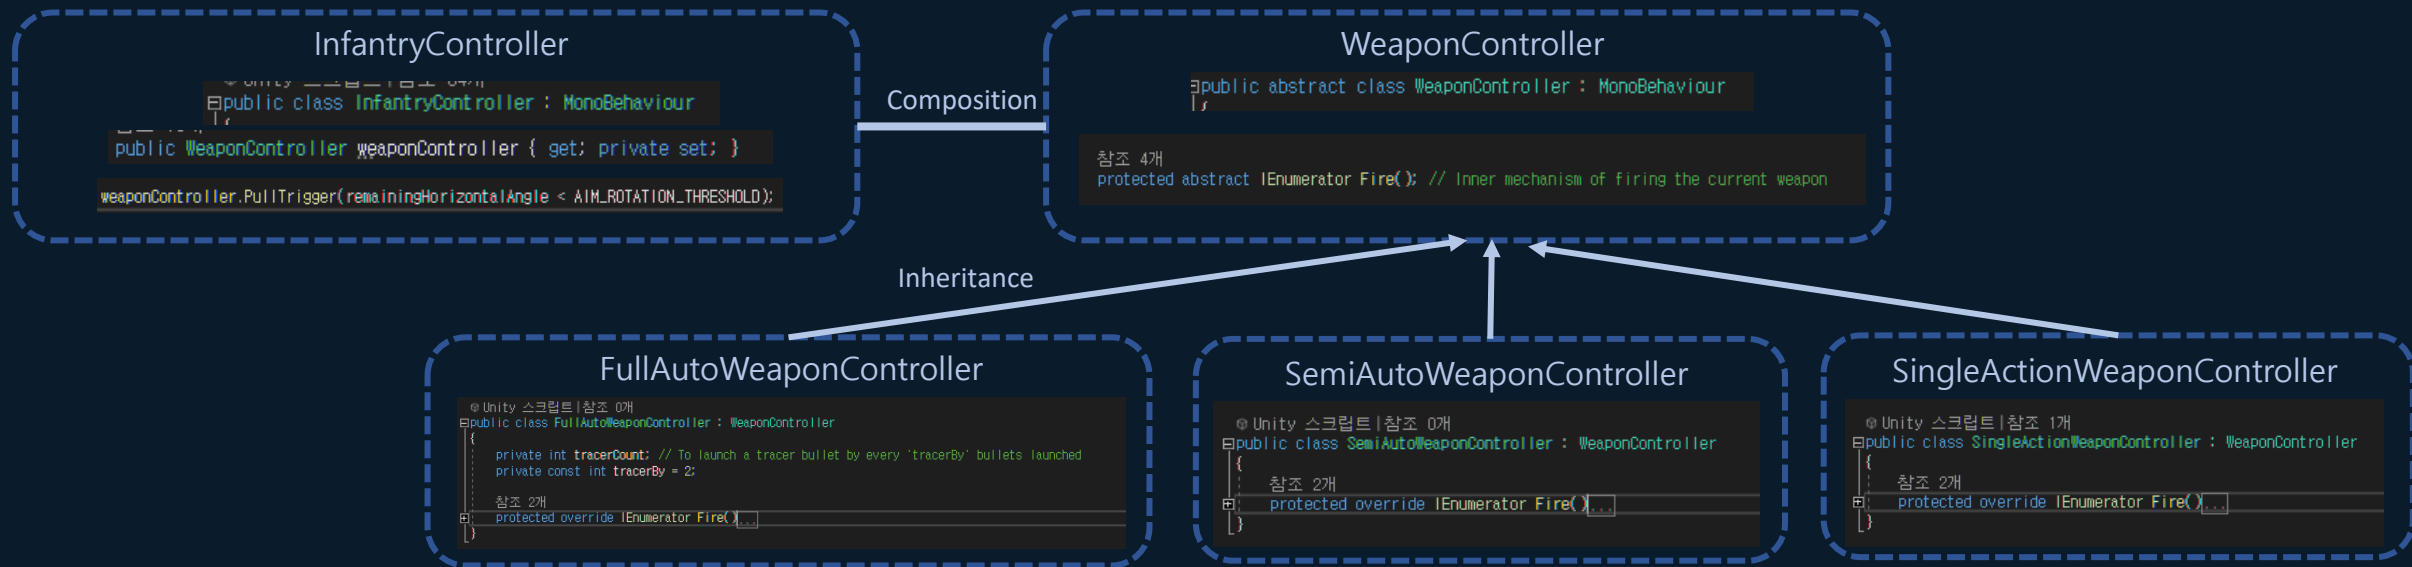 InfantryController
public class InfantryController : MonoBehaviour
{
public WeaponController weaponController { get; private set; }
weaponController.PullTrigger(remainingHorizontalAngle < AIM_ROTATION_THRESHOLD);
Composition
WeaponController
public abstract class WeaponController : MonoBehaviour
{
참조 4개
protected abstract IEnumerator Fire(); // Inner mechanism of firing the current weapon
Inheritance
FullAutoWeaponController
Unity 스크립트|참조 0개
public class FullAutoWeaponController : WeaponController
{
private int tracerCount; // To launch a tracer bullet by every 'tracerBy' bullets launched
private const int tracerBy = 2;
참조 2개
protected override IEnumerator Fire()...
}
SemiAutoWeaponController
Unity 스크립트|참조 0개
public class SemiAutoWeaponController : WeaponController
{
참조 2개
protected override IEnumerator Fire()...
}
SingleActionWeaponController
Unity 스크립트|참조 1개
public class SingleActionWeaponController : WeaponController
{
참조 2개
protected override IEnumerator Fire()...
}